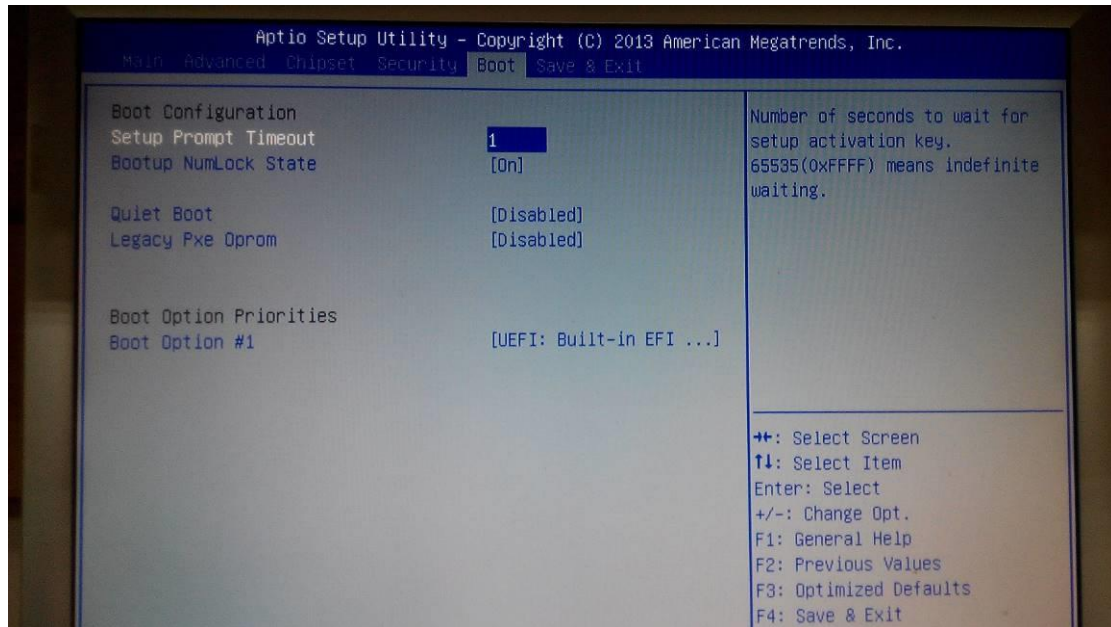 Aptio Setup Utility – Copyright (C) 2013 American Megatrends, Inc.
Main Advanced Chipset Security Boot Save & Exit
Boot Configuration
Setup Prompt Timeout 1
Bootup NumLock State [On]
Quiet Boot [Disabled]
Legacy Pxe Oprom [Disabled]
Boot Option Priorities
Boot Option #1 [UEFI: Built-in EFI ...]
Number of seconds to wait for
setup activation key.
65535(0xFFFF) means indefinite
waiting.
→←: Select Screen
↑↓: Select Item
Enter: Select
+/-: Change Opt.
F1: General Help
F2: Previous Values
F3: Optimized Defaults
F4: Save & Exit